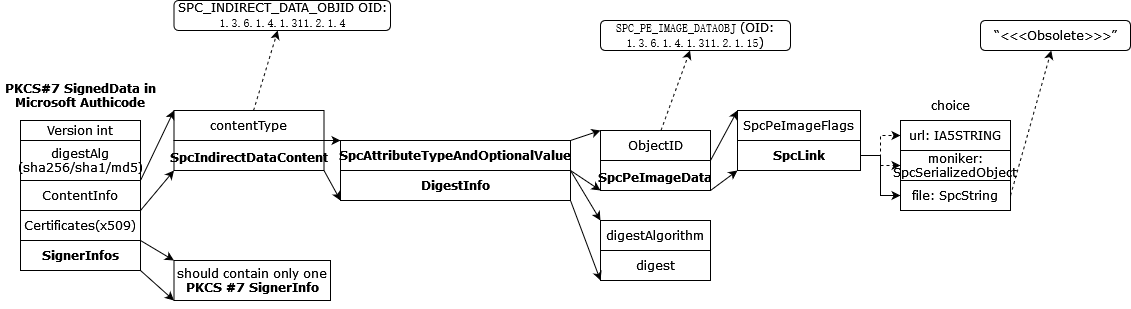 SPC_INDIRECT_DATA_OBJID OID:
1.3.6.1.4.1.311.2.1.4
SPC_PE_IMAGE_DATAOBJ (OID:
1.3.6.1.4.1.311.2.1.15)
“<<<Obsolete>>>”
PKCS#7 SignedData in
Microsoft Authicode
Version int
digestAlg
(sha256/sha1/md5)
ContentInfo
Certificates(x509)
SignerInfos
contentType
SpcIndirectDataContent
should contain only one
PKCS #7 SignerInfo
SpcAttributeTypeAndOptionalValue
DigestInfo
ObjectID
SpcPeImageData
digestAlgorithm
digest
SpcPeImageFlags
SpcLink
choice
url: IA5STRING
moniker:
SpcSerializedObject
file: SpcString